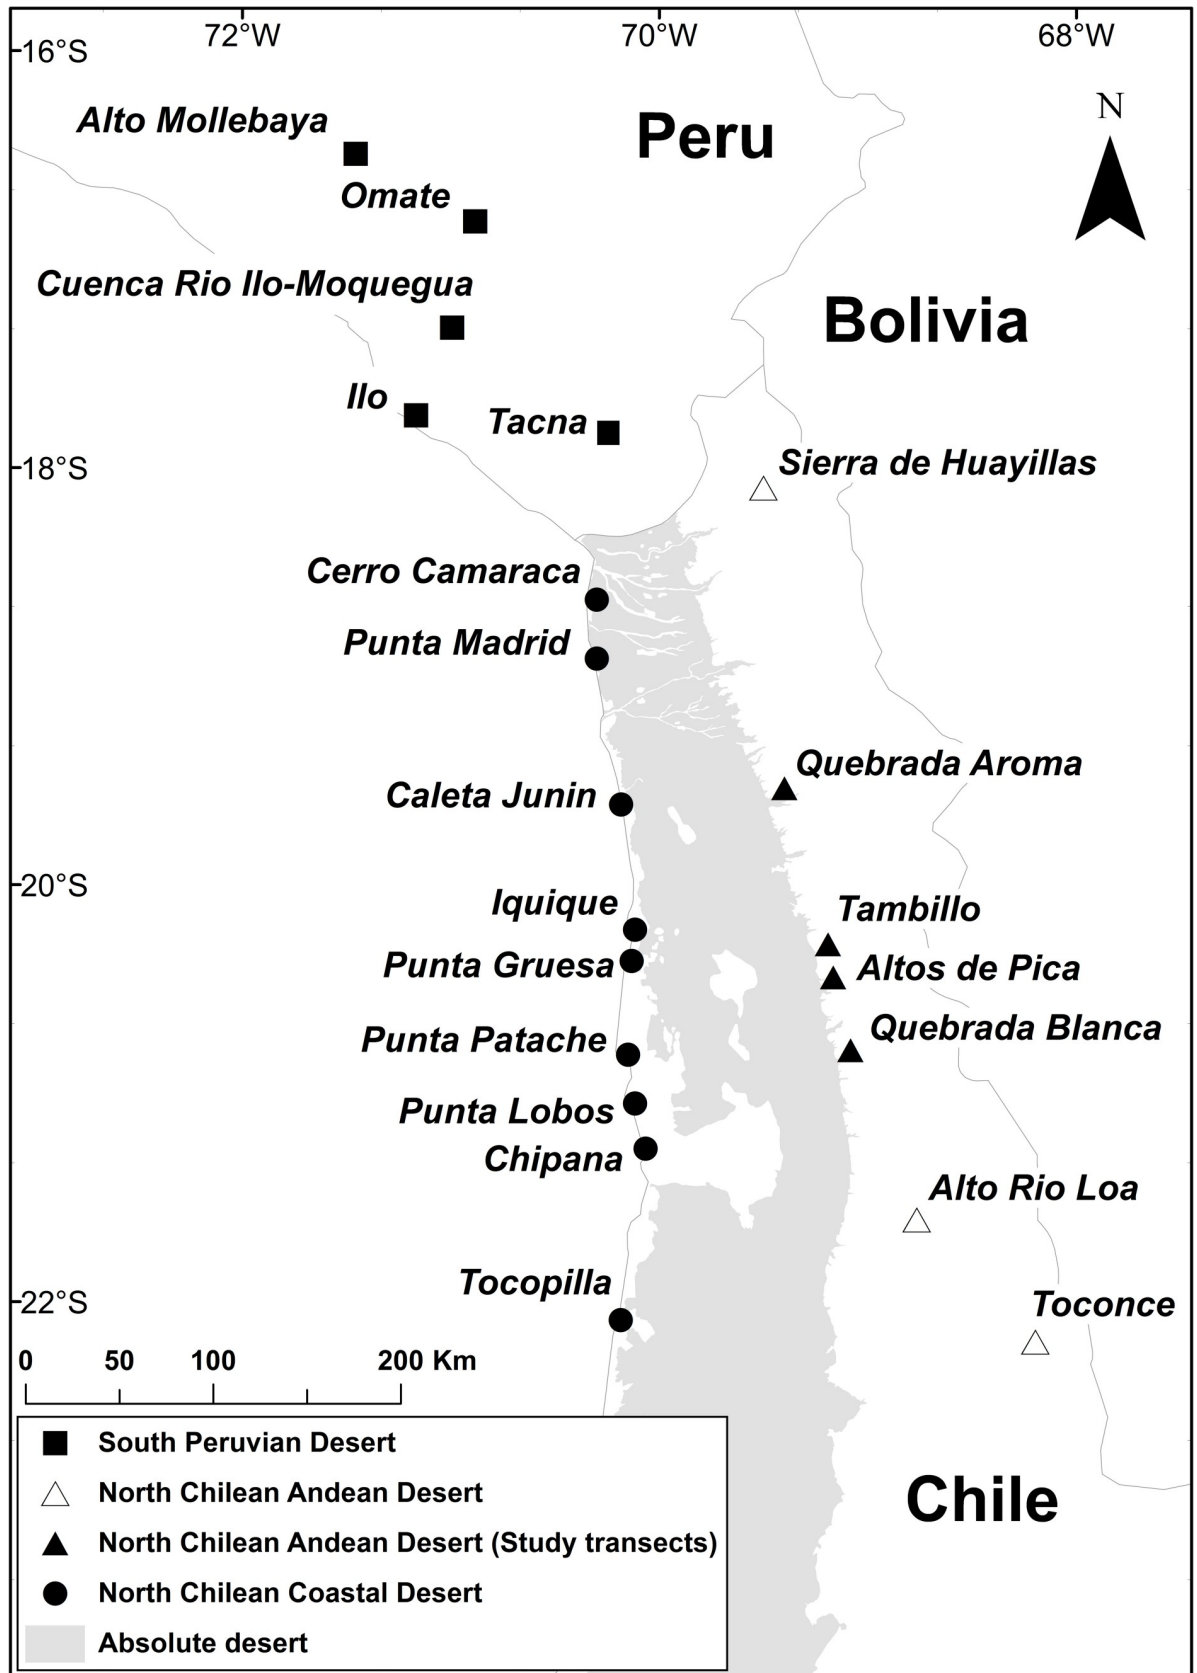 72°W
70°W
68°W
16°S
N
Alto Mollebaya
Peru
Omate
Cuenca Rio Ilo-Moquegua
Bolivia
Ilo
Tacna
18°S
Sierra de Huayillas
Cerro Camaraca
Punta Madrid
Quebrada Aroma
Caleta Junin
20°S
Iquique
Tambillo
Punta Gruesa
Altos de Pica
Quebrada Blanca
Punta Patache
Punta Lobos
Chipana
Alto Rio Loa
Tocopilla
22°S
Toconce
0 50 100 200 Km
South Peruvian Desert
North Chilean Andean Desert
Chile
North Chilean Andean Desert (Study transects)
North Chilean Coastal Desert
Absolute desert